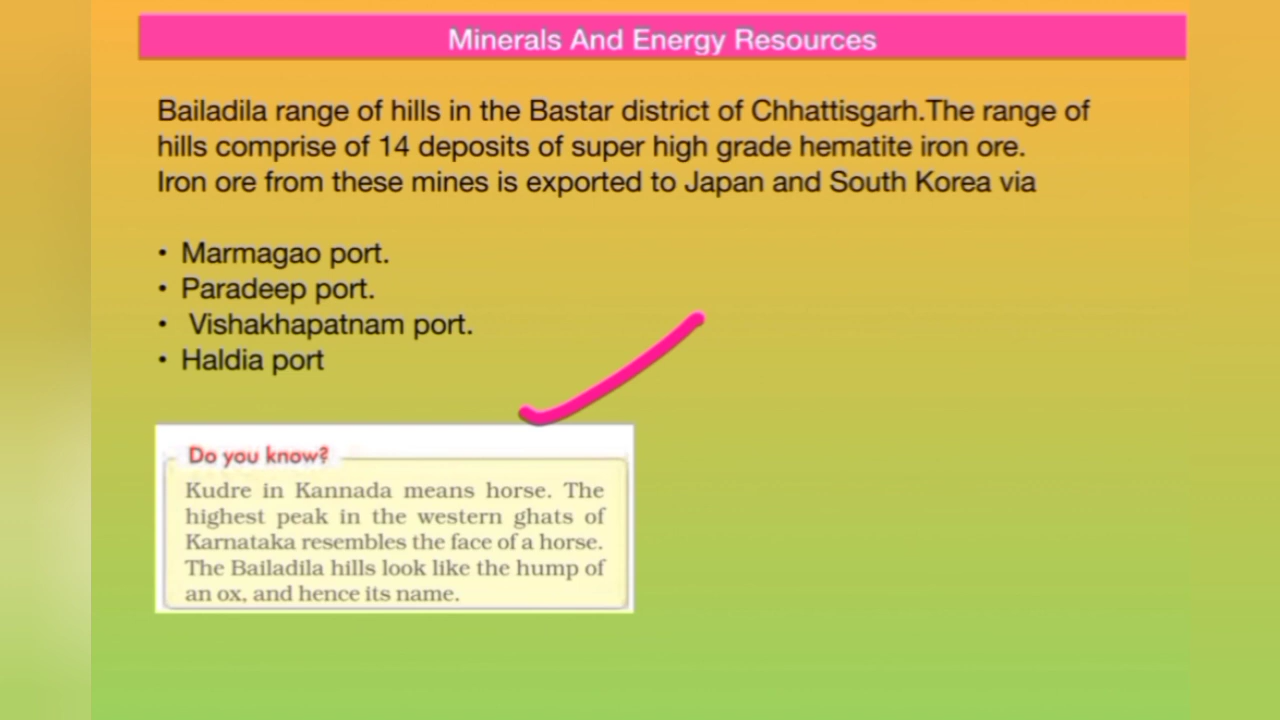 Minerals And Energy Resources
Bailadila range of hills in the Bastar district of Chhattisgarh.The range of
hills comprise of 14 deposits of super high grade hematite iron ore.
Iron ore from these mines is exported to Japan and South Korea via
• Marmagao port.
• Paradeep port.
• Vishakhapatnam port.
• Haldia port
Do you know?
Kudre in Kannada means horse. The
highest peak in the western ghats of
Karnataka resembles the face of a horse.
The Bailadila hills look like the hump of
an ox, and hence its name.